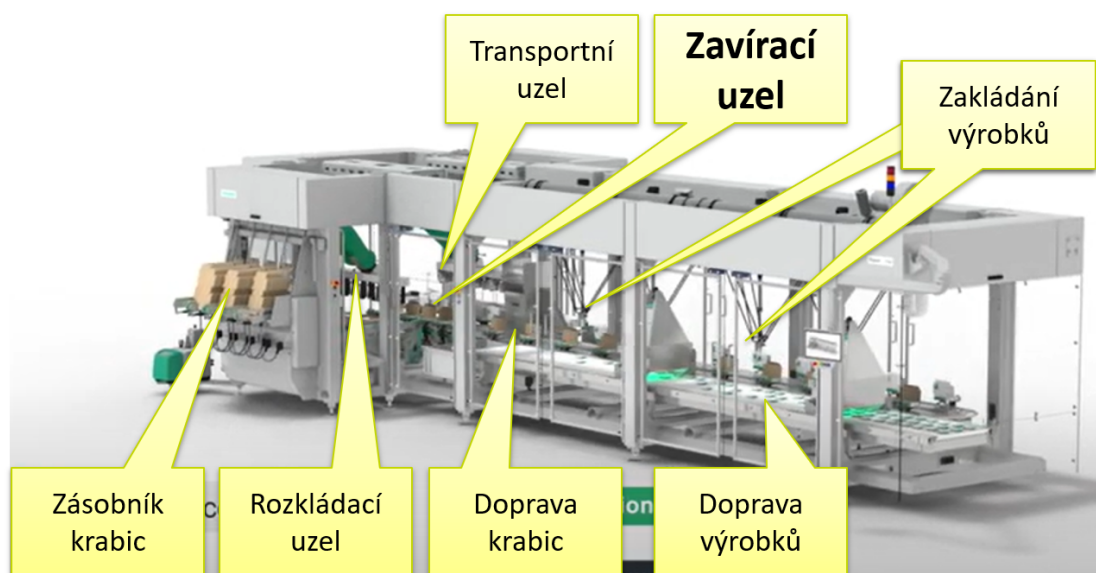 Transportní
uzel
Zavírací
uzel
Zakládání
výrobků
Zásobník
krabic
Rozkládací
uzel
Doprava
krabic
Doprava
výrobků